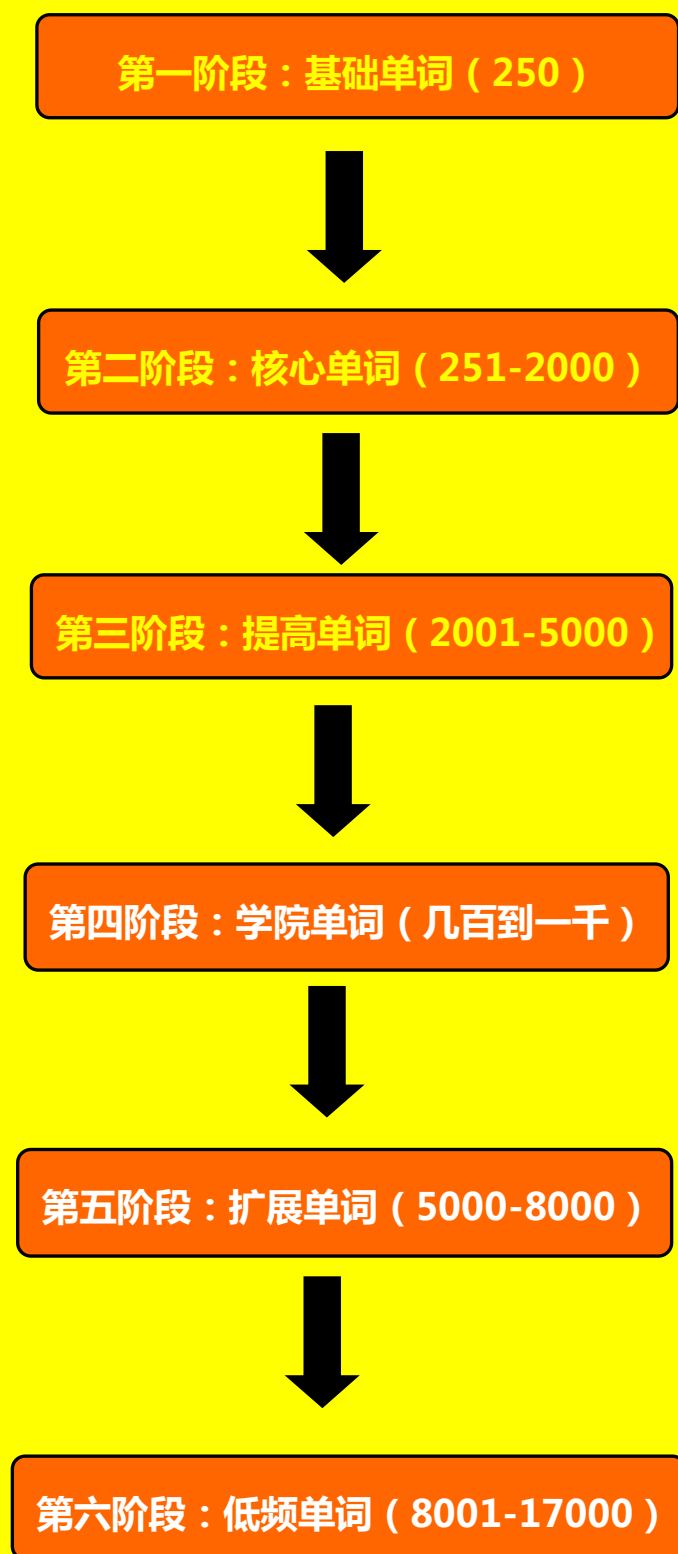 第一阶段：基础单词（250）
第二阶段：核心单词（251-2000）
第三阶段：提高单词（2001-5000）
第四阶段：学院单词（几百到一千）
第五阶段：扩展单词（5000-8000）
第六阶段：低频单词（8001-17000）